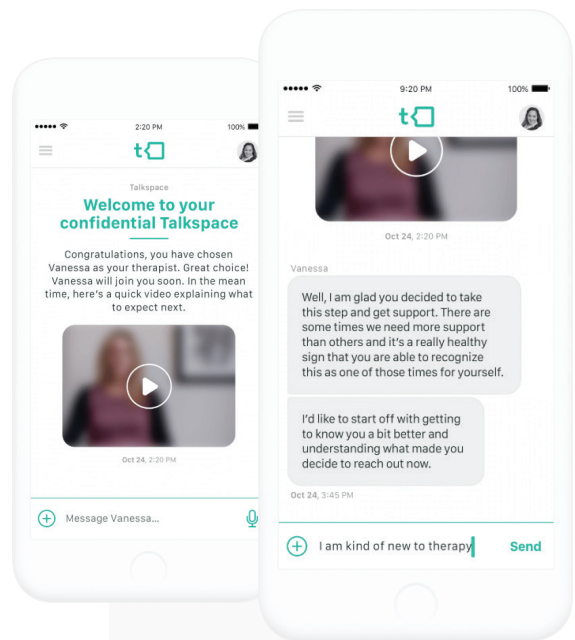 2:20 PM
100%
t
Talkspace
Welcome to your
confidential Talkspace
Congratulations, you have chosen
Vanessa as your therapist. Great choice!
Vanessa will join you soon. In the mean
time, here's a quick video explaining what
to expect next.
Oct 24, 2:20 PM
Message Vanessa...
9:20 PM
100%
t
Oct 24, 2:20 PM
Vanessa
Well, I am glad you decided to take
this step and get support. There are
some times we need more support
than others and it's a really healthy
sign that you are able to recognize
this as one of those times for yourself.
I'd like to start off with getting
to know you a bit better and
understanding what made you
decide to reach out now.
Oct 24, 3:45 PM
I am kind of new to therapy
Send